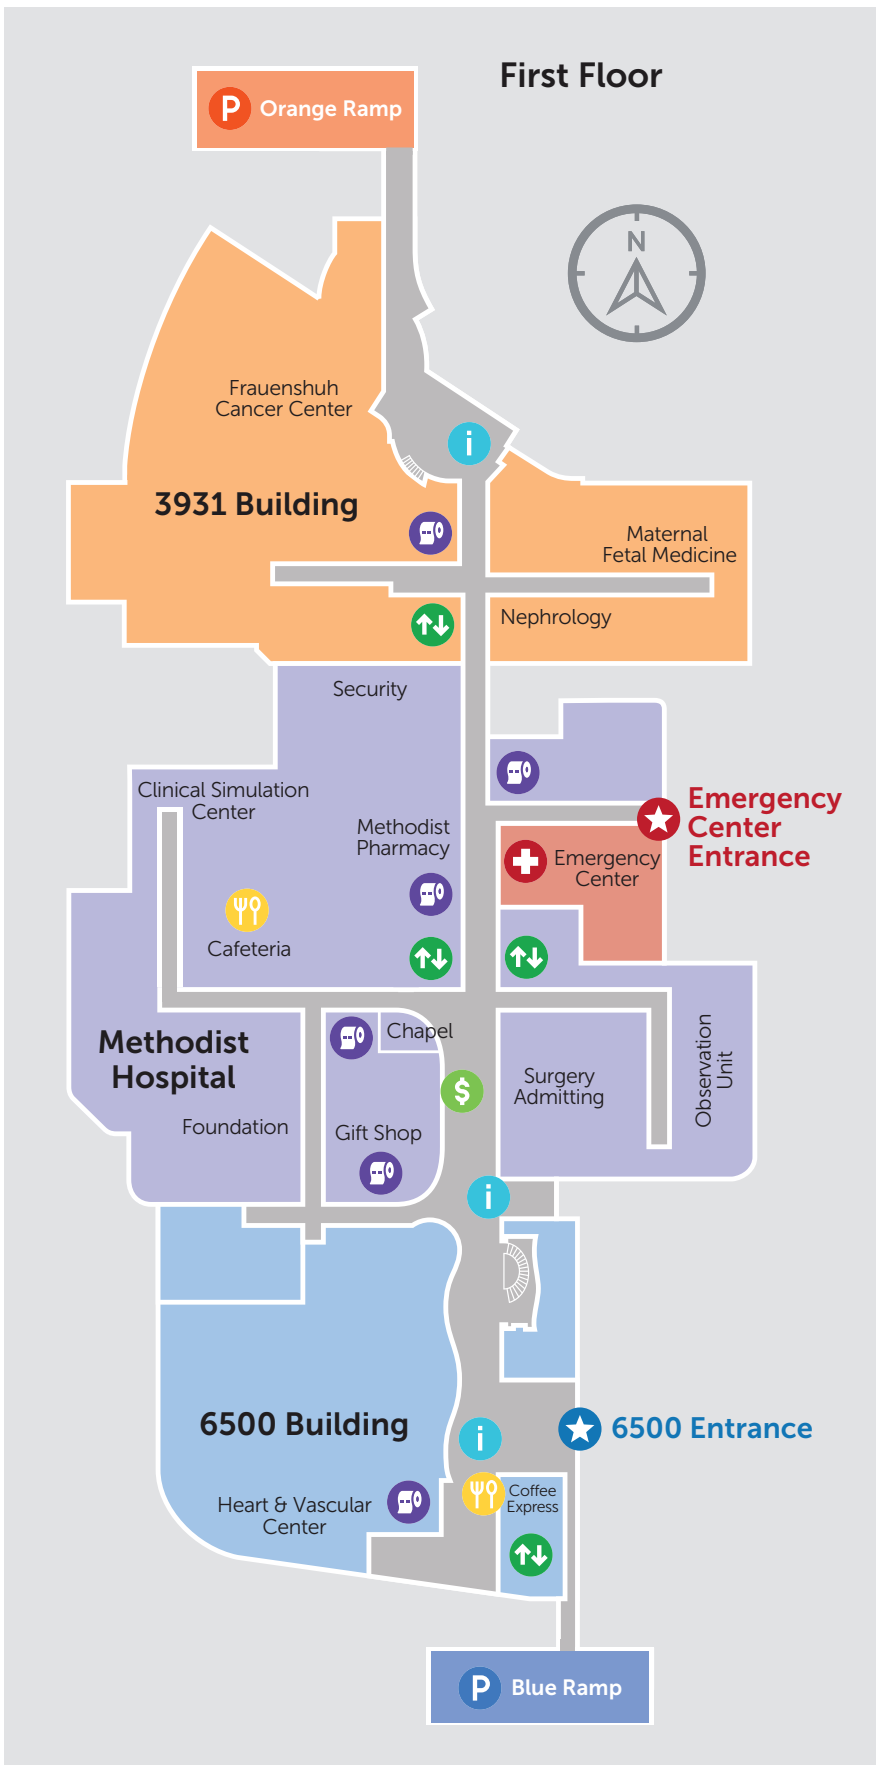 First Floor
P Orange Ramp
N
Frauenshuh
Cancer Center
i
3931 Building
Maternal
Fetal Medicine
Nephrology
Security
Clinical Simulation
Center
Emergency
Center
Entrance
Methodist
Pharmacy
Emergency
Center
Cafeteria
Chapel
Methodist
Hospital
Observation
Unit
Surgery
Admitting
$
Foundation
Gift Shop
i
6500 Building
i
6500 Entrance
Coffee
Express
Heart & Vascular
Center
P Blue Ramp